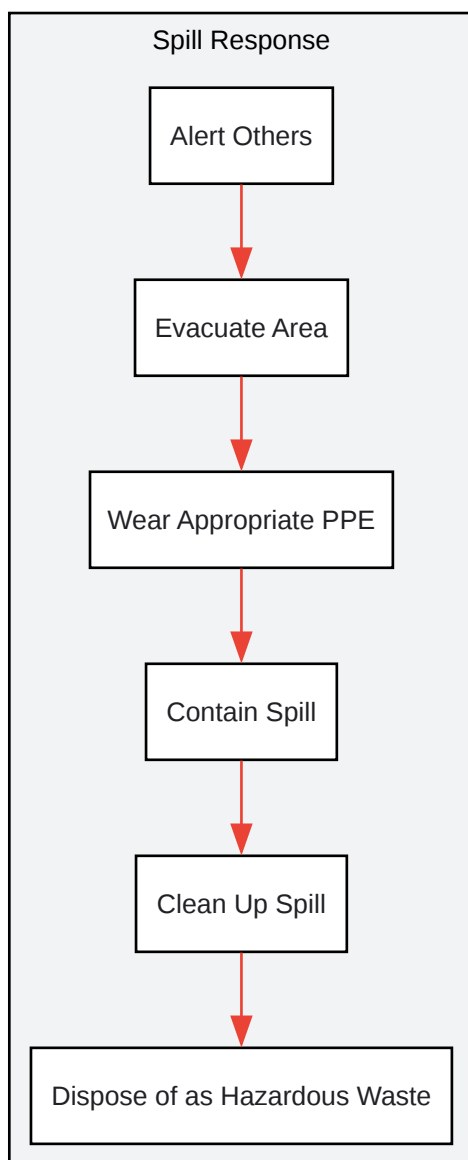 Spill Response
Alert Others
Evacuate Area
Wear Appropriate PPE
Contain Spill
Clean Up Spill
Dispose of as Hazardous Waste